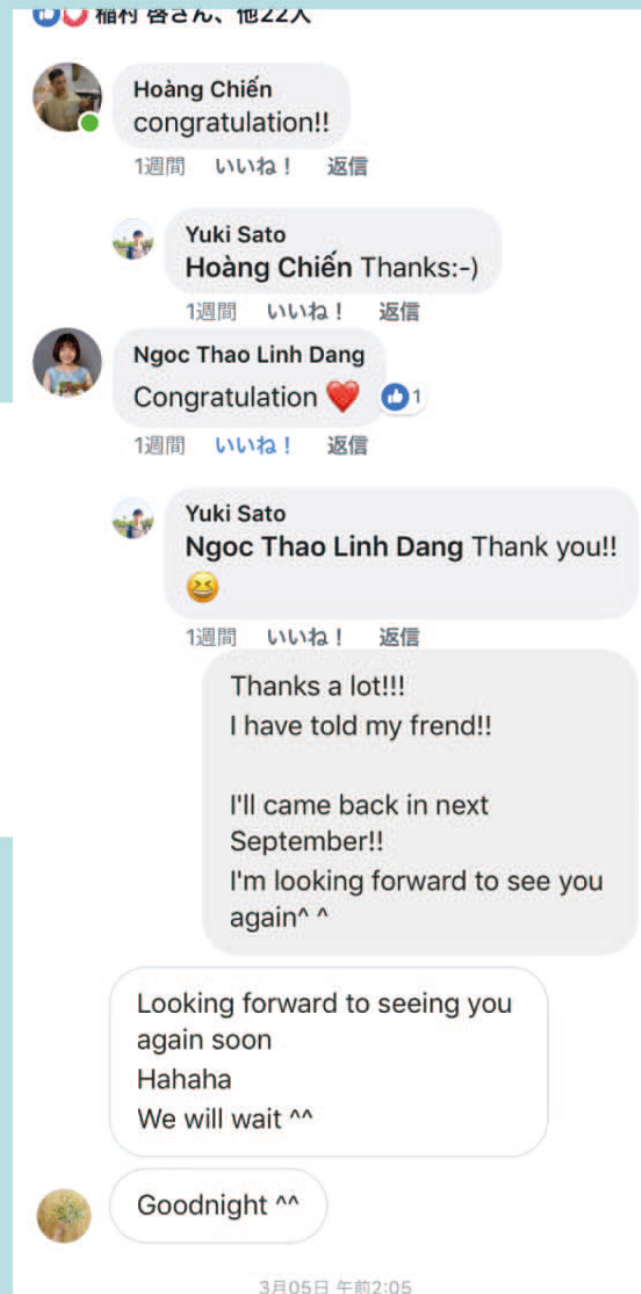 稲村 啓さん、他22人
Hoàng Chiến
congratulation!!
1週間 いいね！ 返信
Yuki Sato
Hoàng Chiến Thanks:-)
1週間 いいね！ 返信
Ngoc Thao Linh Dang
Congratulation ❤️ 1
1週間 いいね！ 返信
Yuki Sato
Ngoc Thao Linh Dang Thank you!!
😆
1週間 いいね！ 返信
Thanks a lot!!!
I have told my frend!!
I'll came back in next
September!!
I'm looking forward to see you
again^ ^
Looking forward to seeing you
again soon
Hahaha
We will wait ^^
Goodnight ^^
3月05日 午前2:05